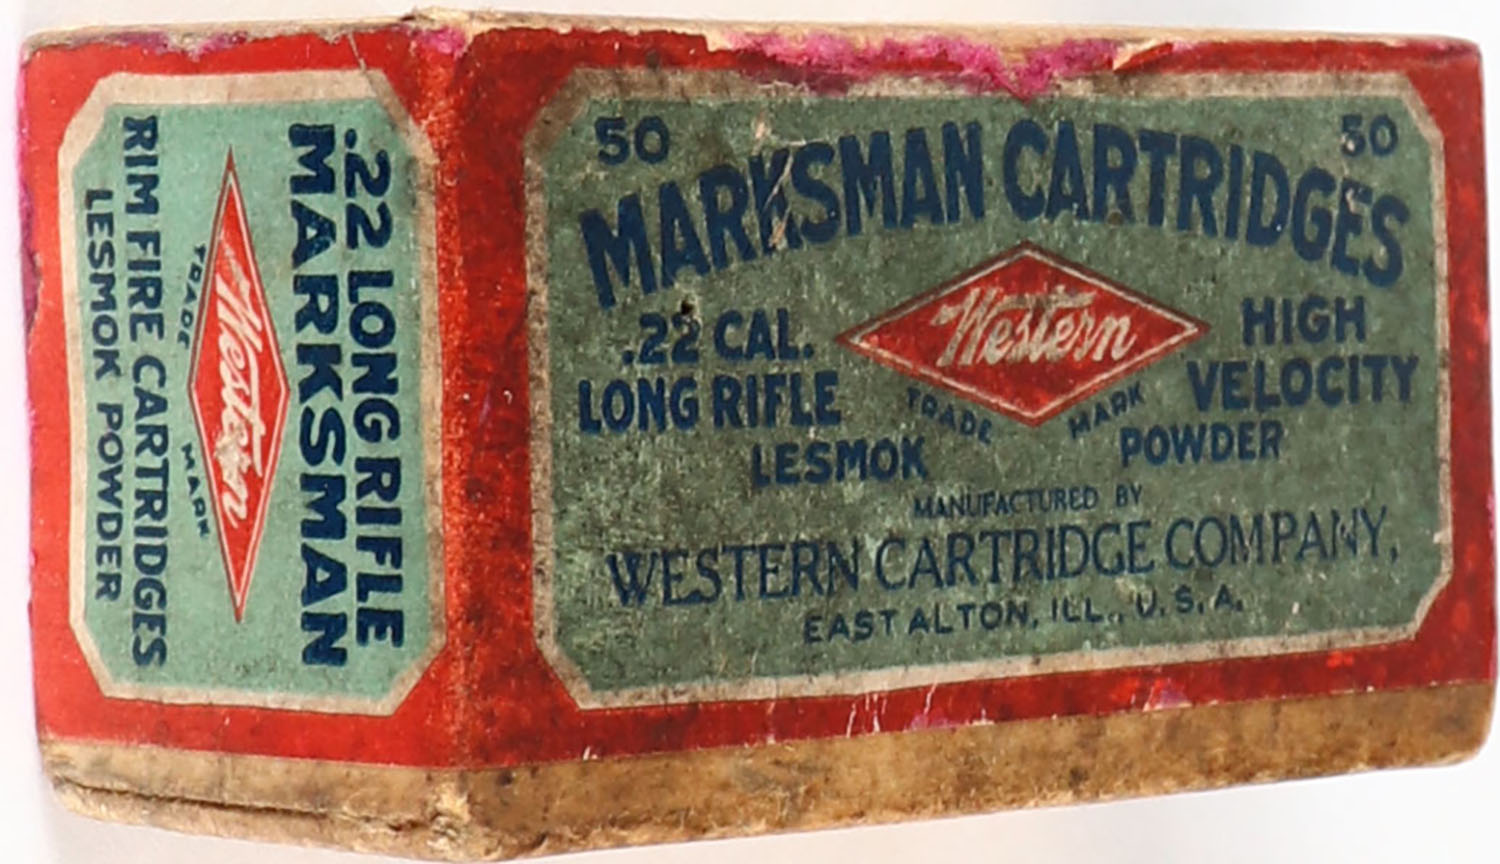 .22 LONG RIFLE
MARKSMAN
Western
TRADE MARK
RIM FIRE CARTRIDGES
LESMOK POWDER
50 50
MARKSMAN CARTRIDGES
.22 CAL.
LONG RIFLE
Western
TRADE MARK
HIGH
VELOCITY
LESMOK POWDER
MANUFACTURED BY
WESTERN CARTRIDGE COMPANY,
EAST ALTON, ILL., U.S.A.